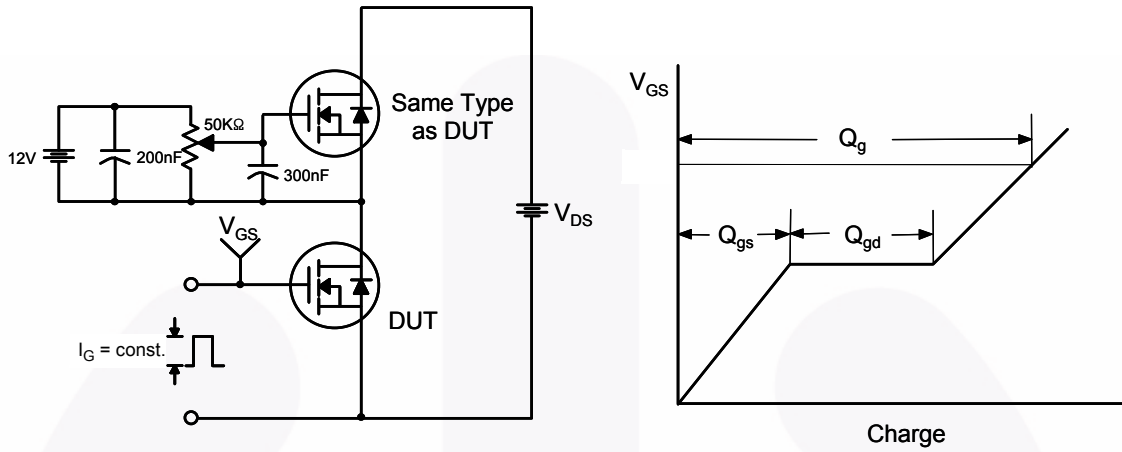 12V
200nF
50KΩ
300nF
Same Type
as DUT
V_GS
DUT
I_G = const.
V_DS
V_GS
Q_g
Q_gs
Q_gd
Charge